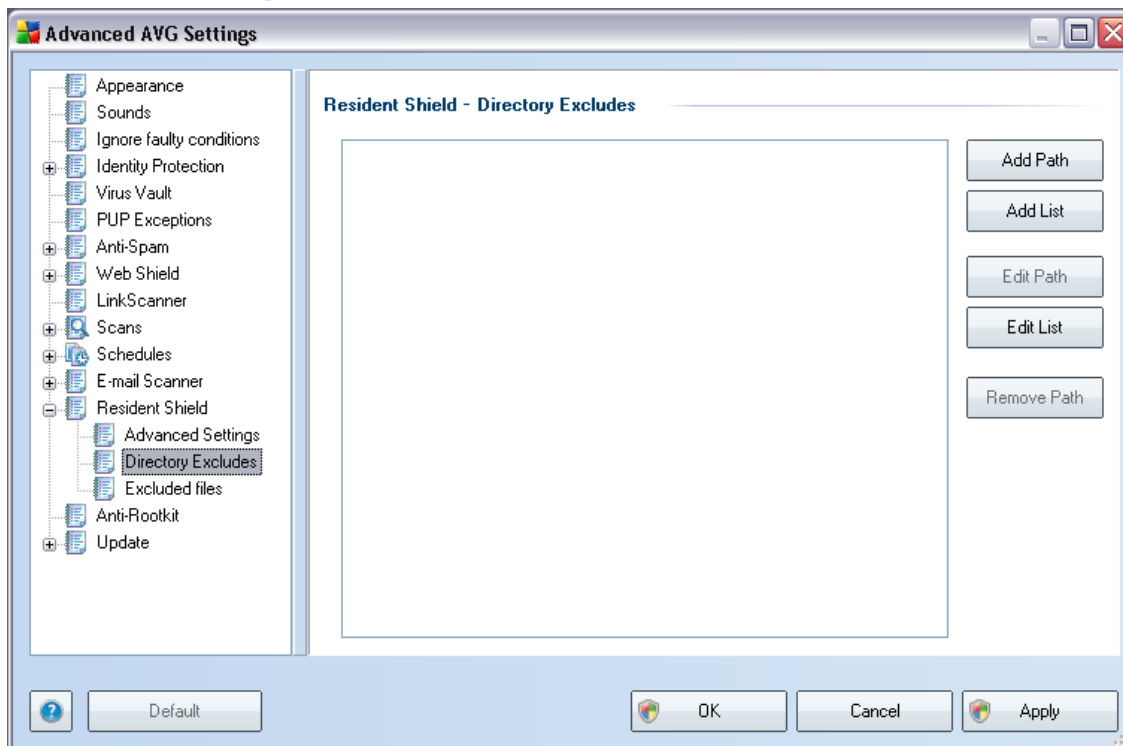 Advanced AVG Settings
Appearance
Sounds
Ignore faulty conditions
Identity Protection
Virus Vault
PUP Exceptions
Anti-Spam
Web Shield
LinkScanner
Scans
Schedules
E-mail Scanner
Resident Shield
Advanced Settings
Directory Excludes
Excluded files
Anti-Rootkit
Update
Resident Shield - Directory Excludes
Add Path
Add List
Edit Path
Edit List
Remove Path
Default
OK
Cancel
Apply